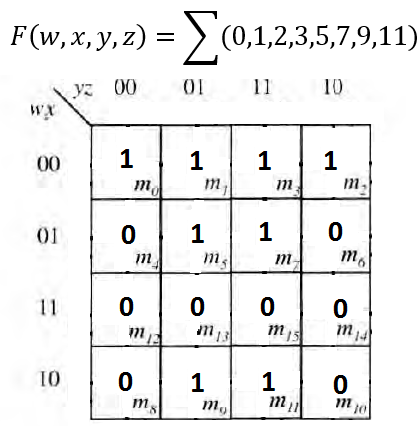 F(w, x, y, z) = ∑(0,1,2,3,5,7,9,11)
yz 00 01 11 10
wx
00 1 1 1 1
m0 m1 m3 m2
01 0 1 1 0
m4 m5 m7 m6
11 0 0 0 0
m12 m13 m15 m14
10 0 1 1 0
m8 m9 m11 m10